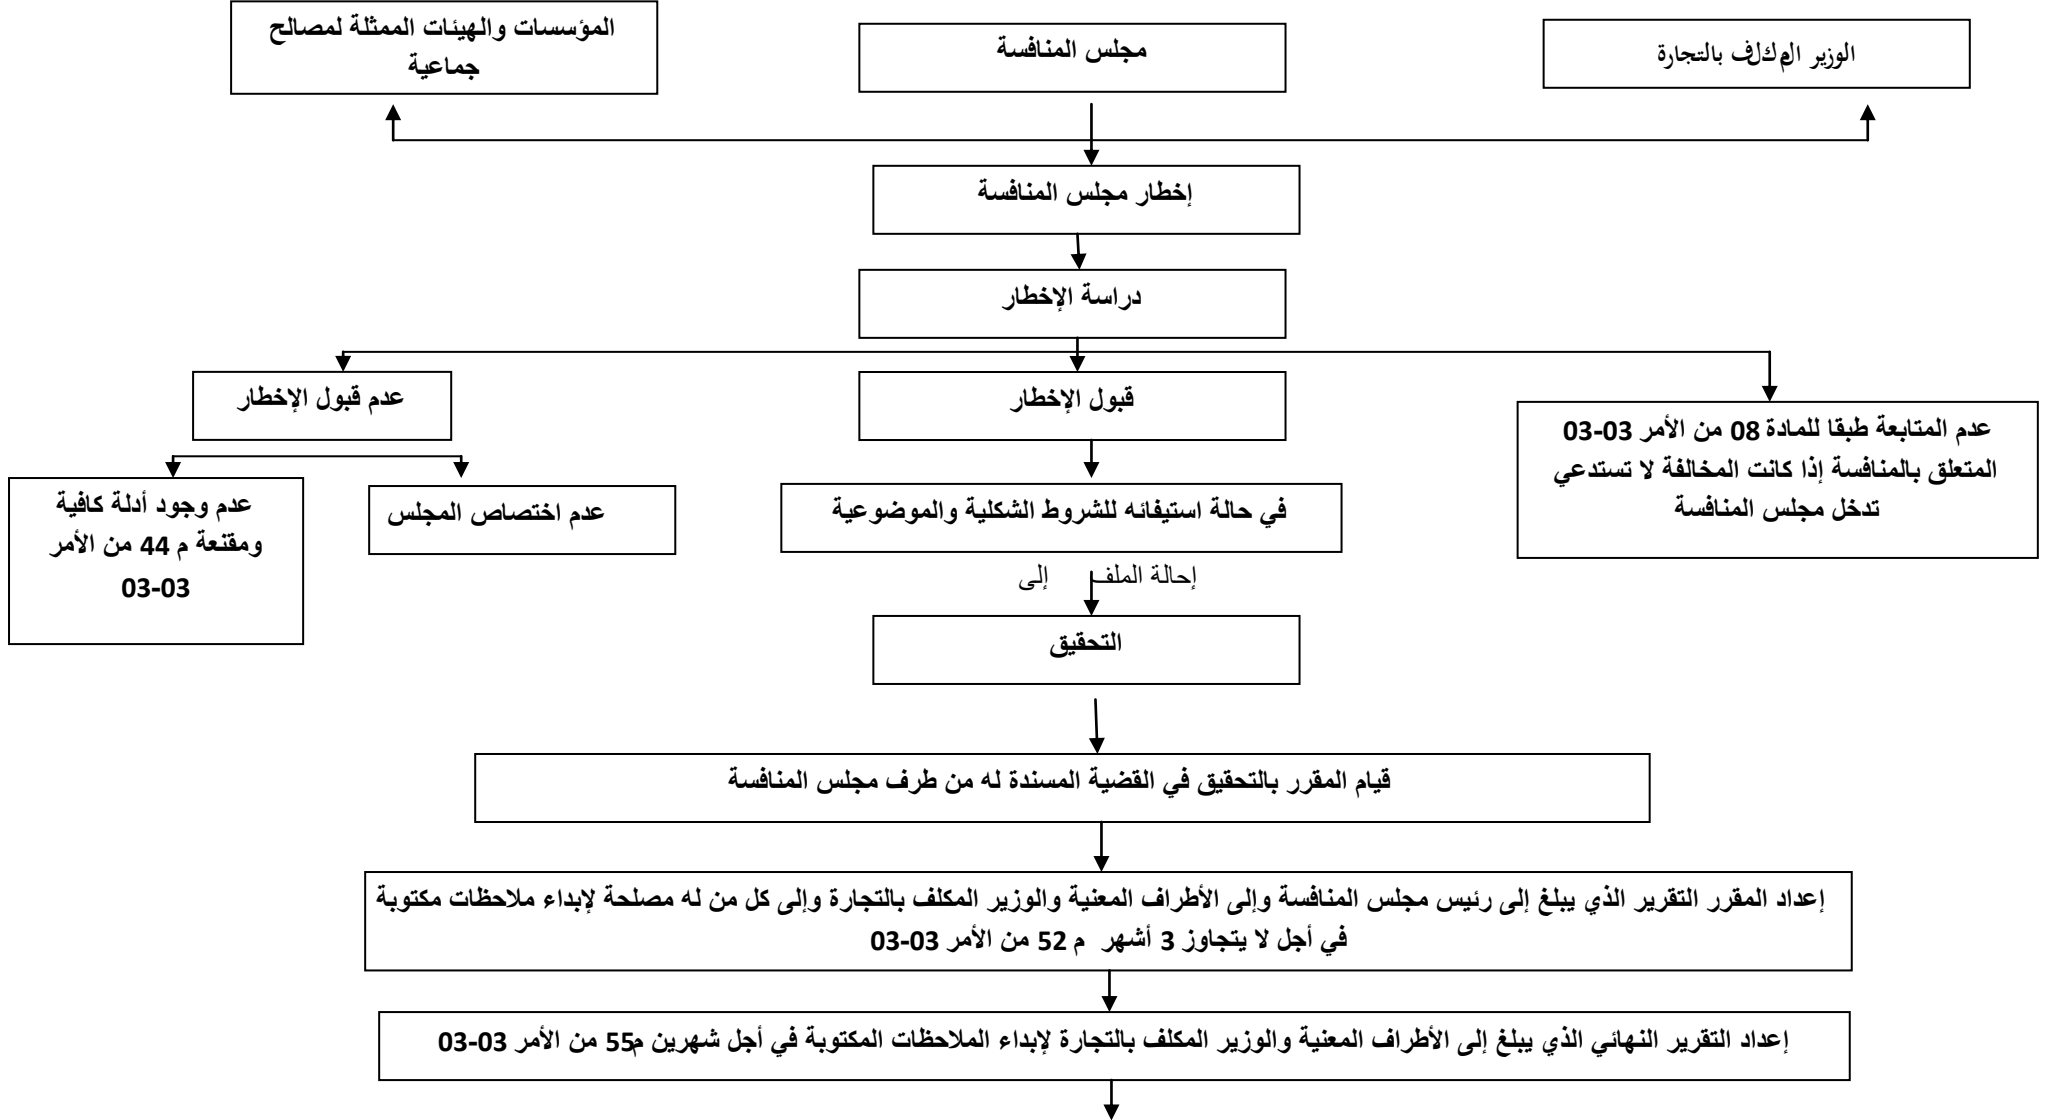 الوزير المكلف بالتجارة
مجلس المنافسة
المؤسسات والهيئات الممثلة لمصالح
جماعية
إخطار مجلس المنافسة
دراسة الإخطار
عدم المتابعة طبقا للمادة 08 من الأمر 03-03
المتعلق بالمنافسة إذا كانت المخالفة لا تستدعي
تدخل مجلس المنافسة
قبول الإخطار
عدم قبول الإخطار
في حالة استيفائه للشروط الشكلية والموضوعية
عدم اختصاص المجلس
عدم وجود أدلة كافية
ومقنعة م 44 من الأمر
03-03
إحالة الملف إلى
التحقيق
قيام المقرر بالتحقيق في القضية المسندة له من طرف مجلس المنافسة
إعداد المقرر التقرير الذي يبلغ إلى رئيس مجلس المنافسة وإلى الأطراف المعنية والوزير المكلف بالتجارة وإلى كل من له مصلحة لإبداء ملاحظات مكتوبة
في أجل لا يتجاوز 3 أشهر م 52 من الأمر 03-03
إعداد التقرير النهائي الذي يبلغ إلى الأطراف المعنية والوزير المكلف بالتجارة لإبداء الملاحظات المكتوبة في أجل شهرين م55 من الأمر 03-03